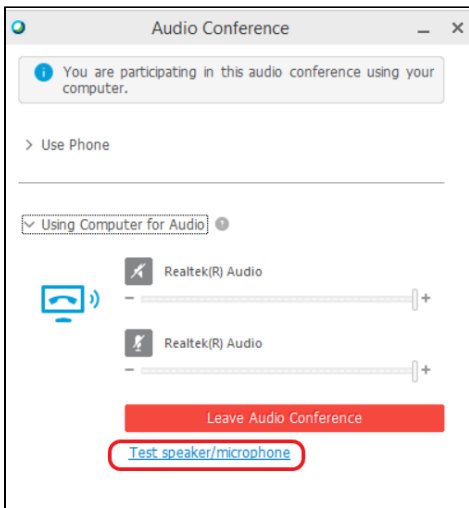 Audio Conference
You are participating in this audio conference using your
computer.
Use Phone
Using Computer for Audio
Realtek(R) Audio
Realtek(R) Audio
Leave Audio Conference
Test speaker/microphone